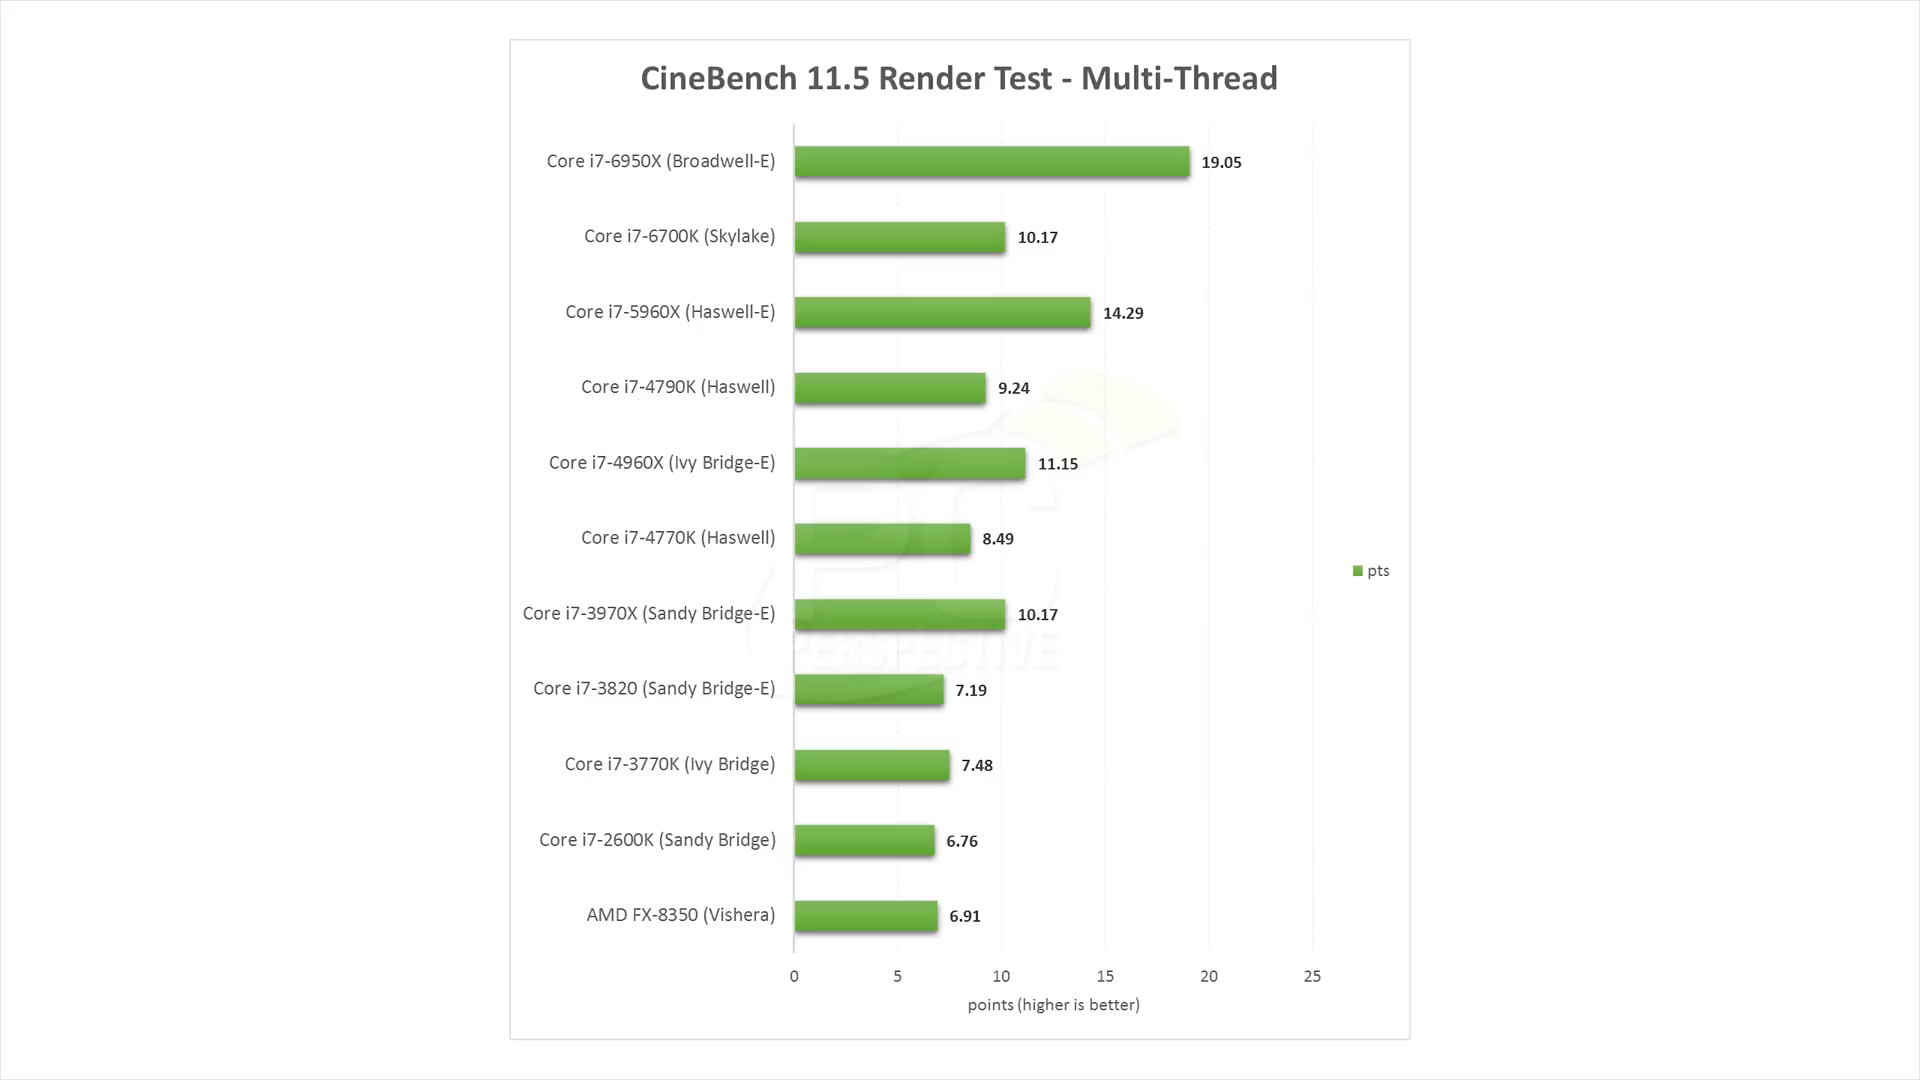 CineBench 11.5 Render Test - Multi-Thread
Core i7-6950X (Broadwell-E) 19.05
Core i7-6700K (Skylake) 10.17
Core i7-5960X (Haswell-E) 14.29
Core i7-4790K (Haswell) 9.24
Core i7-4960X (Ivy Bridge-E) 11.15
Core i7-4770K (Haswell) 8.49
pts
Core i7-3970X (Sandy Bridge-E) 10.17
PC
PERSPECTIVE
Core i7-3820 (Sandy Bridge-E) 7.19
Core i7-3770K (Ivy Bridge) 7.48
Core i7-2600K (Sandy Bridge) 6.76
AMD FX-8350 (Vishera) 6.91
0 5 10 15 20 25
points (higher is better)